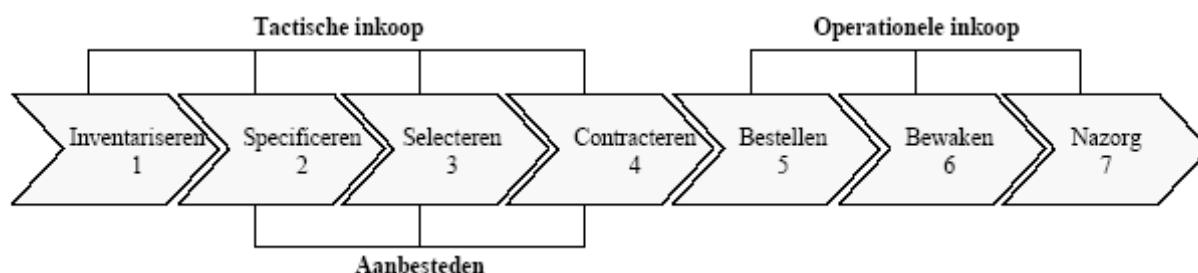 Tactische inkoop
Operationele inkoop
Inventariseren
1
Specificeren
2
Selecteren
3
Contracteren
4
Bestellen
5
Bewaken
6
Nazorg
7
Aanbesteden